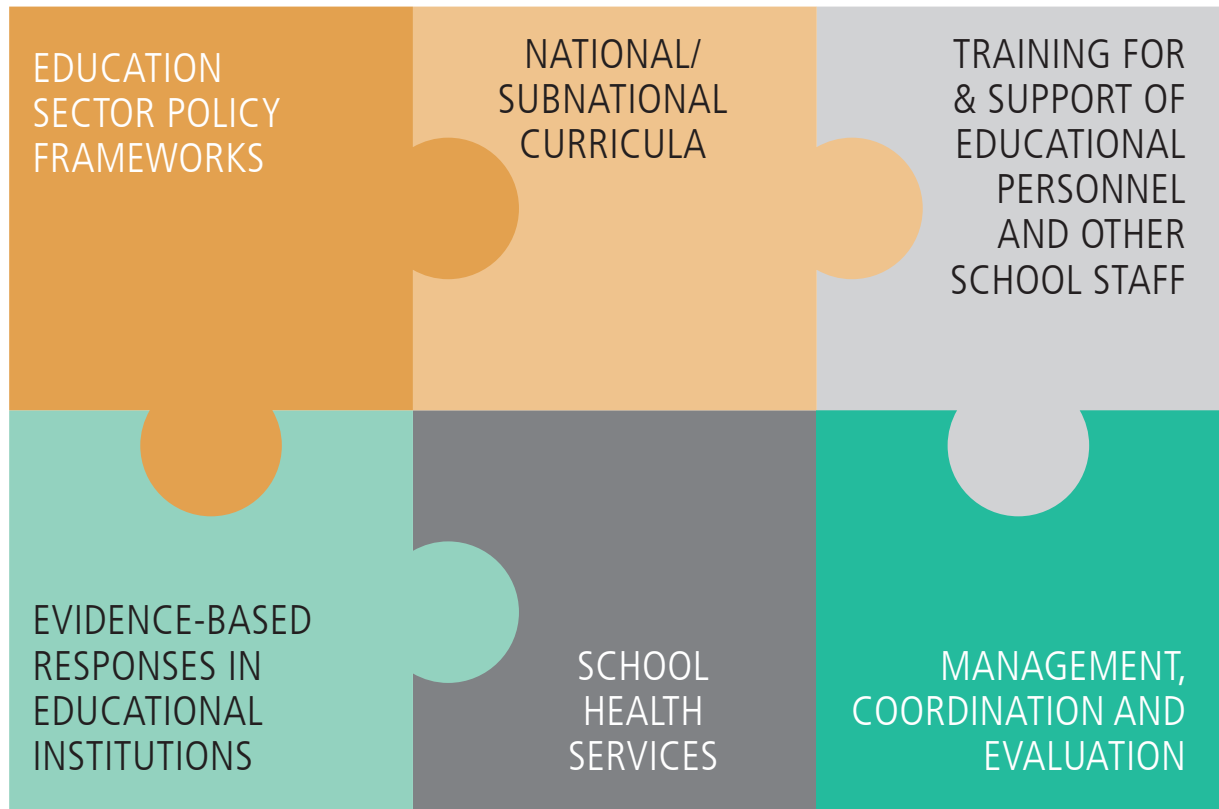 EDUCATION
SECTOR POLICY
FRAMEWORKS
NATIONAL/
SUBNATIONAL
CURRICULA
TRAINING FOR
& SUPPORT OF
EDUCATIONAL
PERSONNEL
AND OTHER
SCHOOL STAFF
EVIDENCE-BASED
RESPONSES IN
EDUCATIONAL
INSTITUTIONS
SCHOOL
HEALTH
SERVICES
MANAGEMENT,
COORDINATION AND
EVALUATION